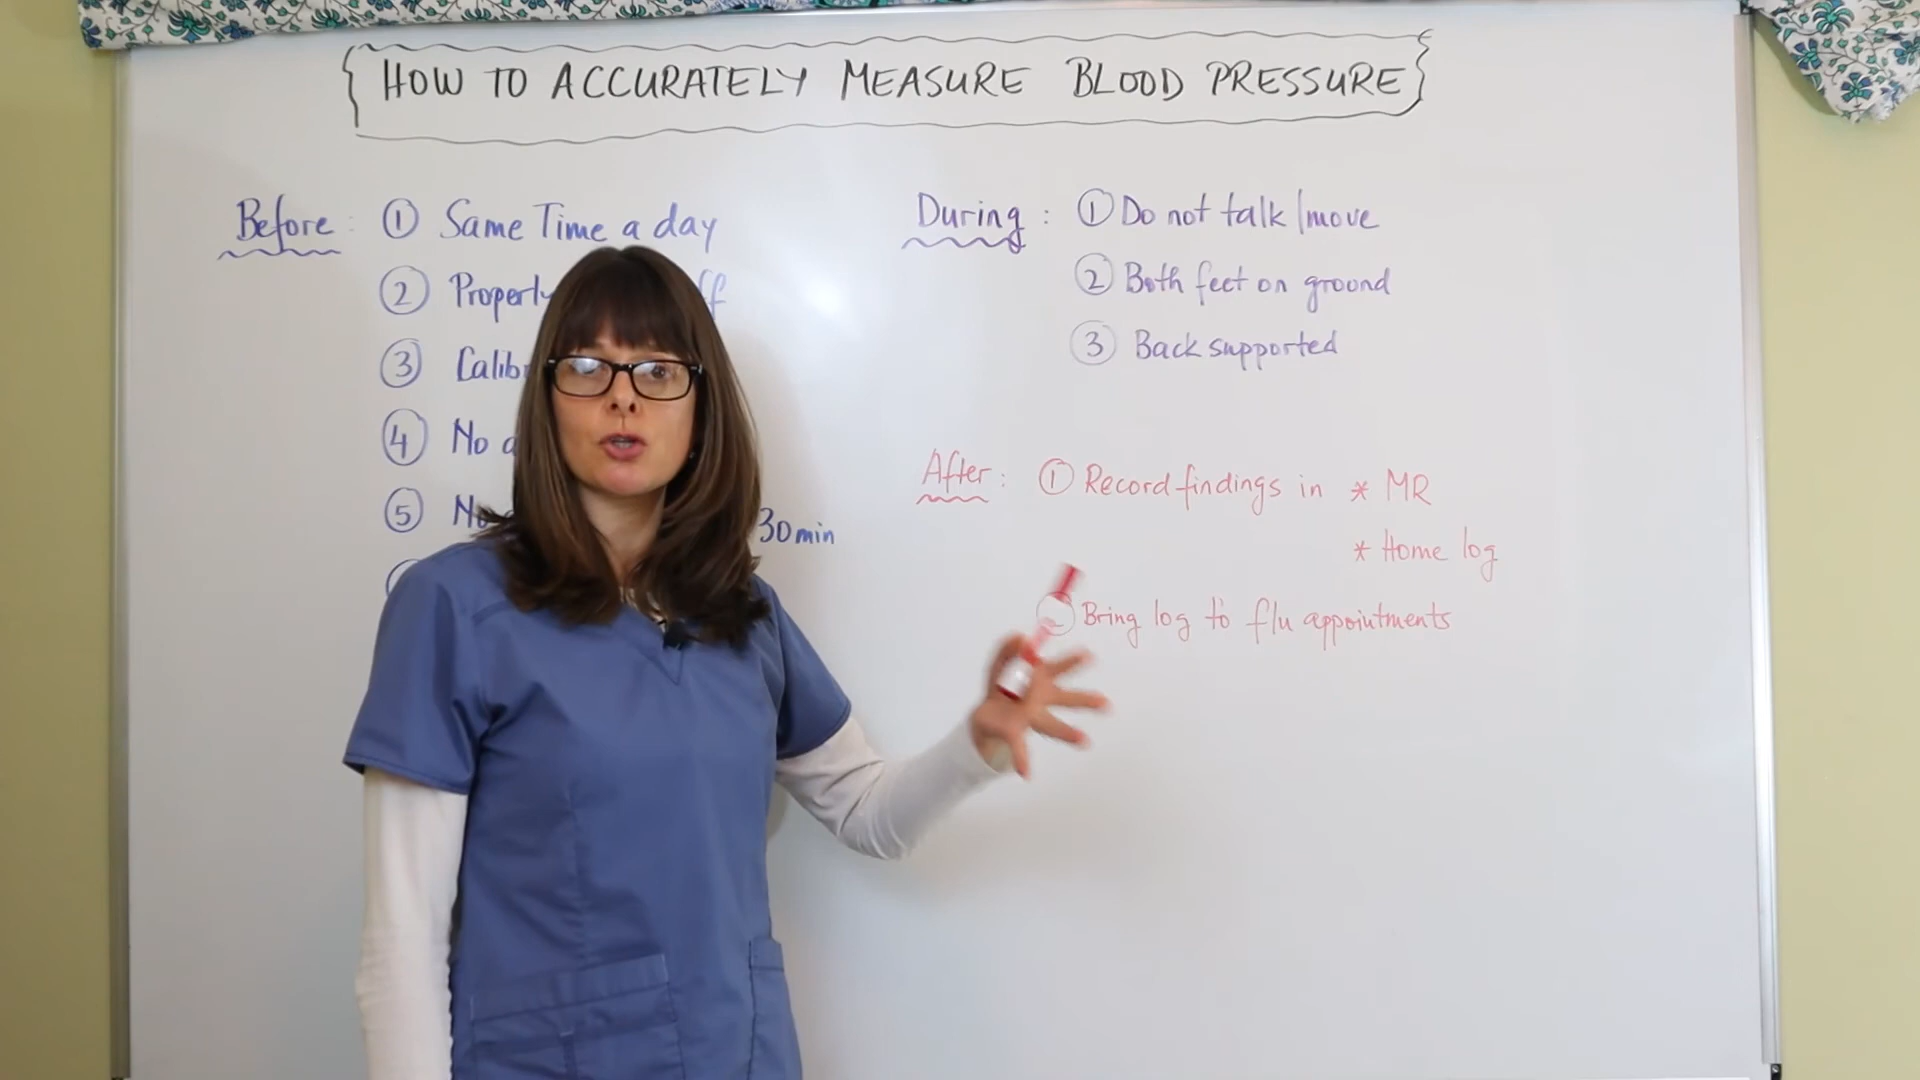 HOW TO ACCURATELY MEASURE BLOOD PRESSURE
Before: ① Same Time a day
②
③
④ No
⑤ 30min
During: ① Do not talk/move
② Both feet on ground
③ Back supported
After: ① Record findings in * MR
* Home log
Bring log to f/u appointments